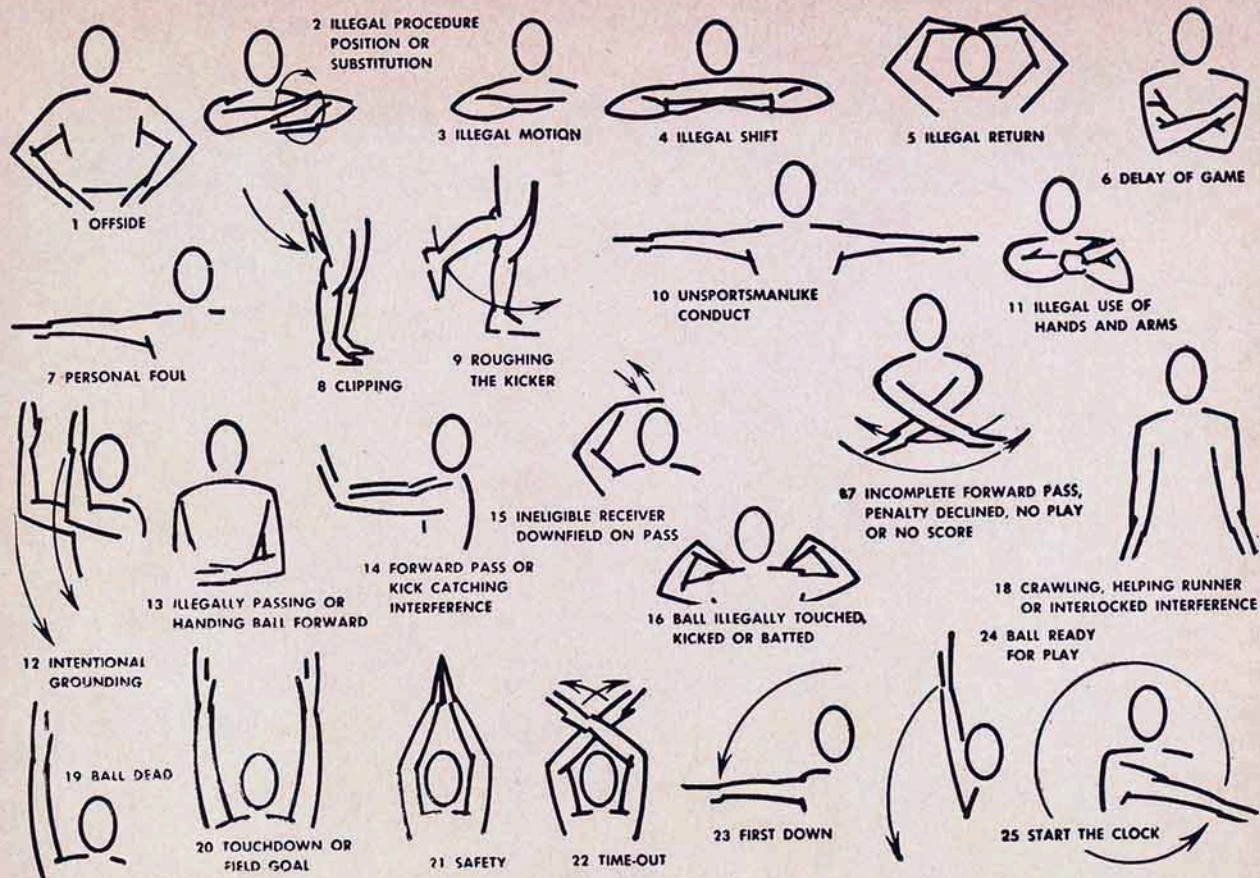 2 ILLEGAL PROCEDURE
POSITION OR
SUBSTITUTION
1 OFFSIDE
3 ILLEGAL MOTION
4 ILLEGAL SHIFT
5 ILLEGAL RETURN
6 DELAY OF GAME
7 PERSONAL FOUL
8 CLIPPING
9 ROUGHING
THE KICKER
10 UNSPORTSMANLIKE
CONDUCT
11 ILLEGAL USE OF
HANDS AND ARMS
12 INTENTIONAL
GROUNDING
13 ILLEGALLY PASSING OR
HANDING BALL FORWARD
14 FORWARD PASS OR
KICK CATCHING
INTERFERENCE
15 INELIGIBLE RECEIVER
DOWNFIELD ON PASS
16 BALL ILLEGALLY TOUCHED,
KICKED OR BATTED
87 INCOMPLETE FORWARD PASS,
PENALTY DECLINED, NO PLAY
OR NO SCORE
18 CRAWLING, HELPING RUNNER
OR INTERLOCKED INTERFERENCE
19 BALL DEAD
20 TOUCHDOWN OR
FIELD GOAL
21 SAFETY
22 TIME-OUT
23 FIRST DOWN
24 BALL READY
FOR PLAY
25 START THE CLOCK